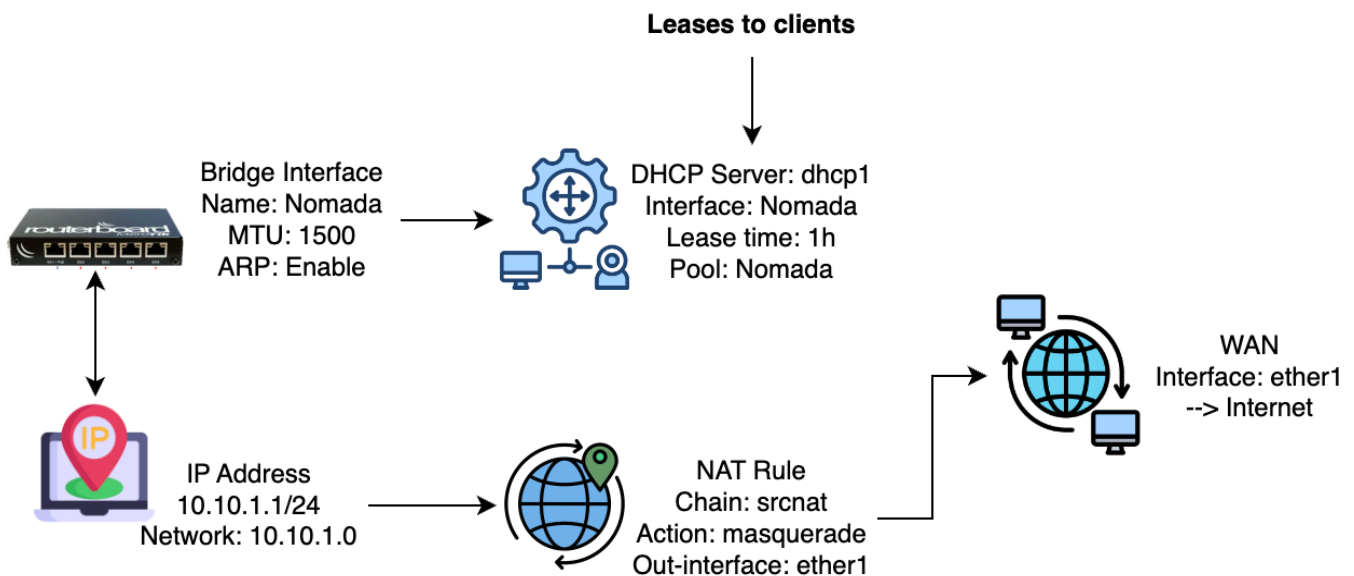 Leases to clients
Bridge Interface
Name: Nomada
MTU: 1500
ARP: Enable
DHCP Server: dhcp1
Interface: Nomada
Lease time: 1h
Pool: Nomada
routerboard
WAN
Interface: ether1
--> Internet
IP
IP Address
10.10.1.1/24
Network: 10.10.1.0
NAT Rule
Chain: srcnat
Action: masquerade
Out-interface: ether1